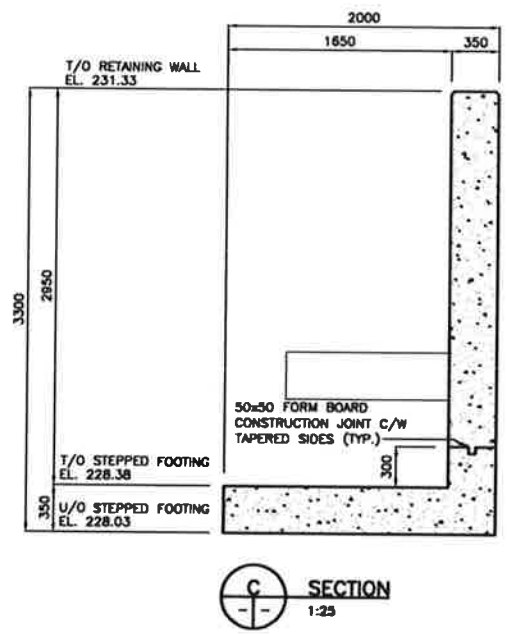 2000
1650
350
T/O RETAINING WALL
EL. 231.33
3300
2950
50x50 FORM BOARD
CONSTRUCTION JOINT C/W
TAPERED SIDES (TYP.)
300
T/O STEPPED FOOTING
EL. 228.38
350
U/O STEPPED FOOTING
EL. 228.03
C
- -
SECTION
1:25